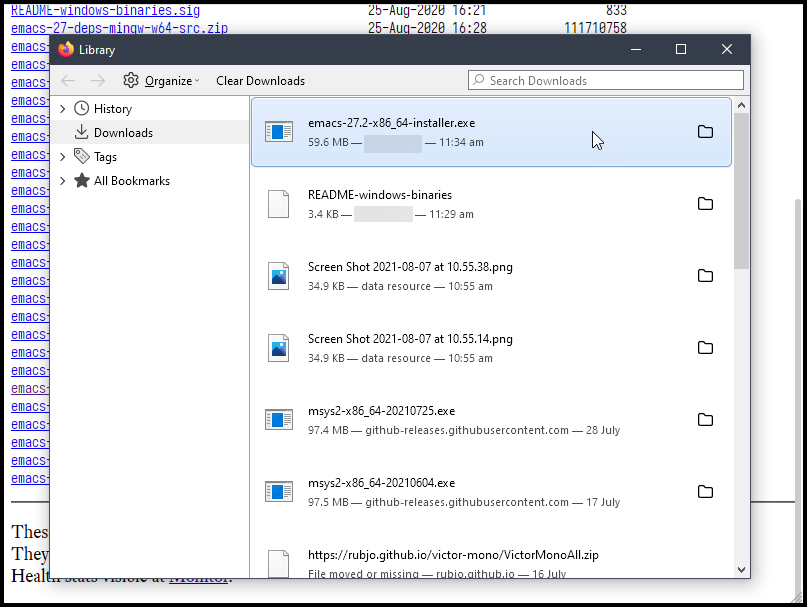 README-windows-binaries.sig 25-Aug-2020 16:21 833
emacs-27-deps-mingw-w64-src.zip 25-Aug-2020 16:28 111710758
emacs-
Library
emacs-
Organize
Clear Downloads
Search Downloads
emacs-
History
emacs-27.2-x86_64-installer.exe
59.6 MB — — 11:34 am
Downloads
Tags
All Bookmarks
emacs-
emacs-
emacs-
emacs-
emacs-
README-windows-binaries
3.4 KB — — 11:29 am
emacs-
emacs-
emacs-
emacs-
Screen Shot 2021-08-07 at 10.55.38.png
34.9 KB — data resource — 10:55 am
emacs-
emacs-
emacs-
emacs-
Screen Shot 2021-08-07 at 10.55.14.png
34.9 KB — data resource — 10:55 am
emacs-
emacs-
emacs-
emacs-
msys2-x86_64-20210725.exe
97.4 MB — github-releases.githubusercontent.com — 28 July
emacs-
emacs-
emacs-
emacs-
msys2-x86_64-20210604.exe
97.5 MB — github-releases.githubusercontent.com — 17 July
emacs-
Thes
They
https://rubjo.github.io/victor-mono/VictorMonoAll.zip
File moved or missing — rubjo.github.io — 16 July
Health stats visible at Monitor.